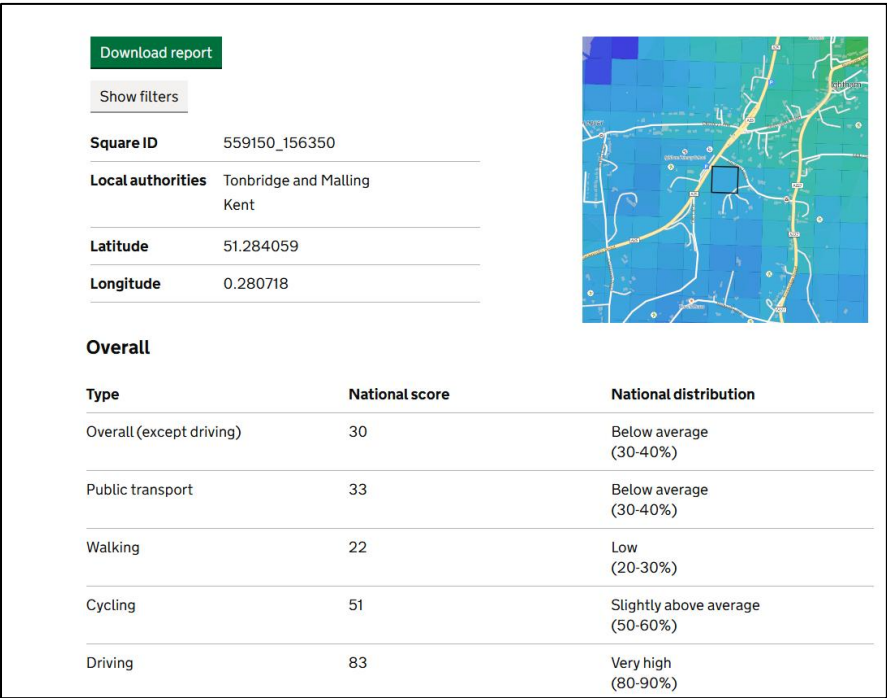 Download report
Show filters
Square ID 559150_156350
Local authorities Tonbridge and Malling
Kent
Latitude 51.284059
Longitude 0.280718
Ightham
Overall
Type National score National distribution
Overall (except driving) 30 Below average
(30-40%)
Public transport 33 Below average
(30-40%)
Walking 22 Low
(20-30%)
Cycling 51 Slightly above average
(50-60%)
Driving 83 Very high
(80-90%)